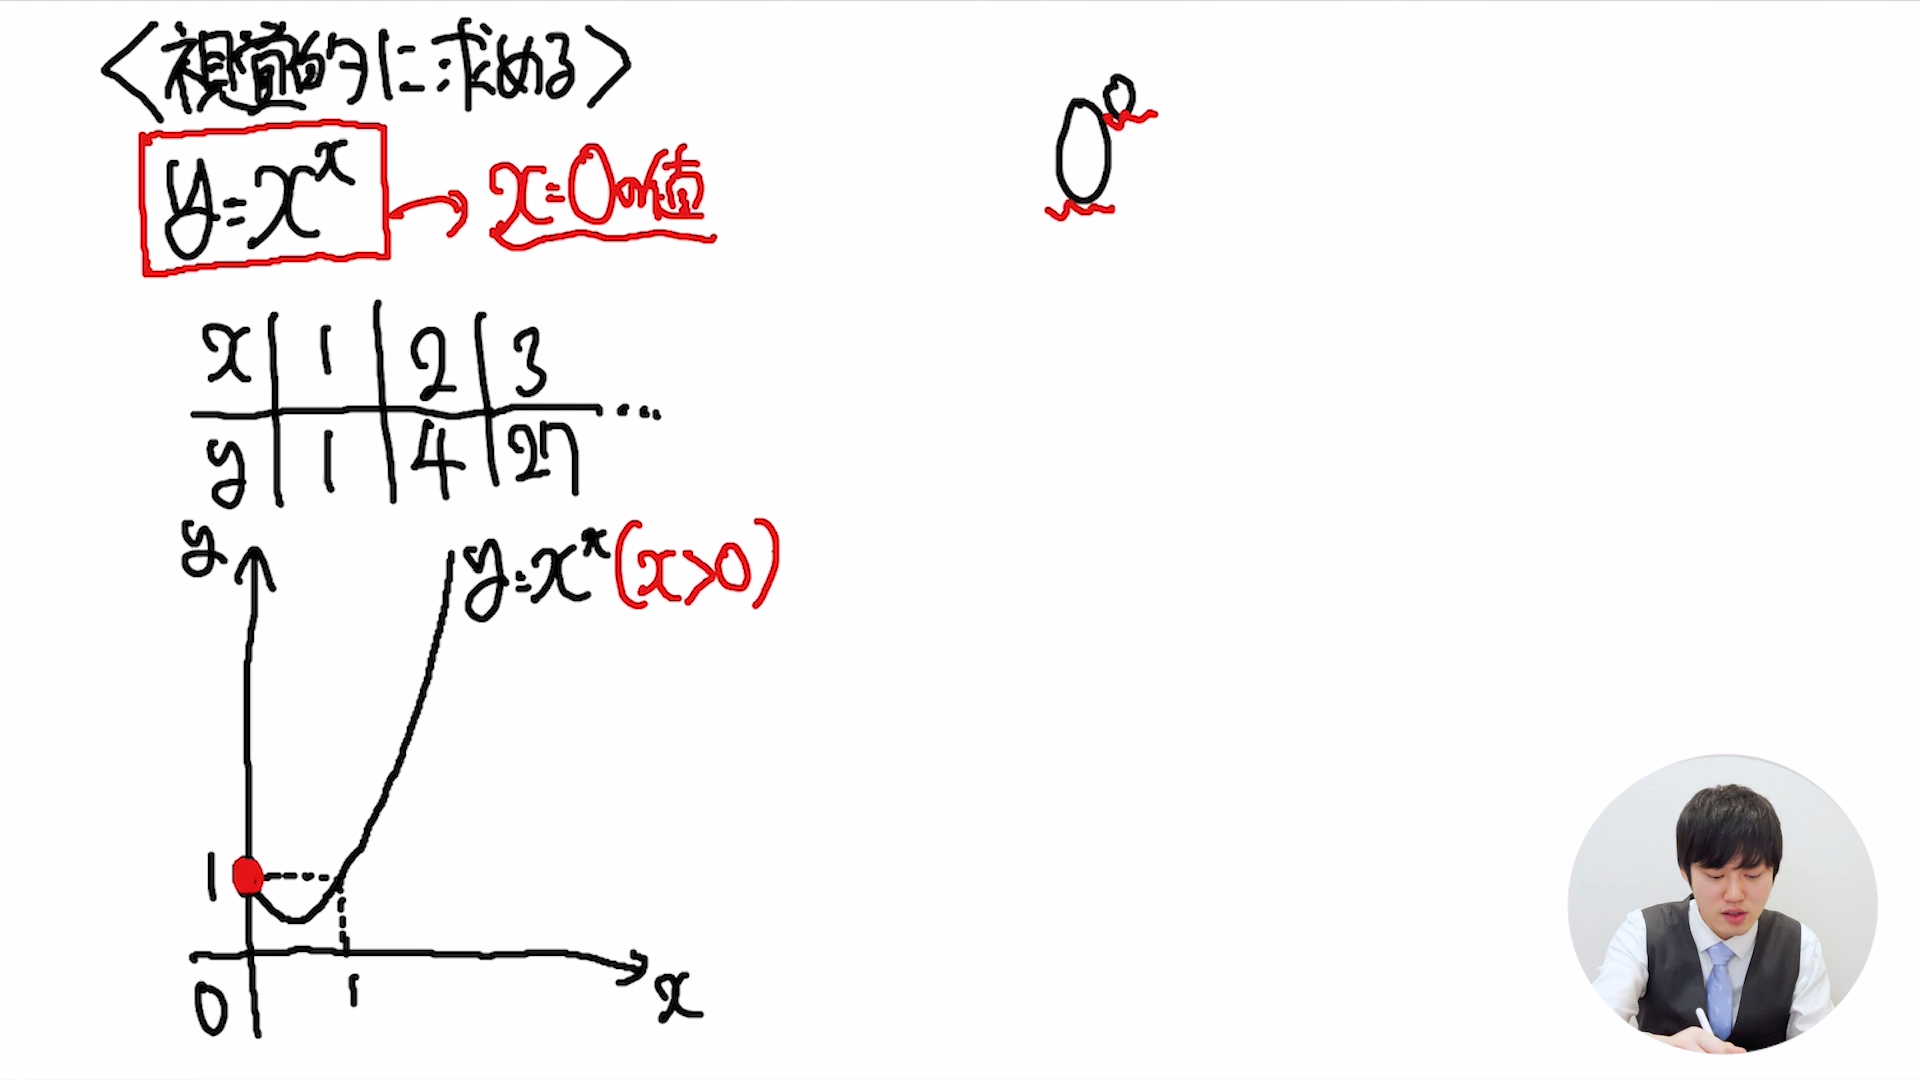 <視覚的に求める>
y=x^x
x=0の値
0^0
x 1 2 3
...
y 1 4 27
y
y=x^x (x>0)
1
0
1
x